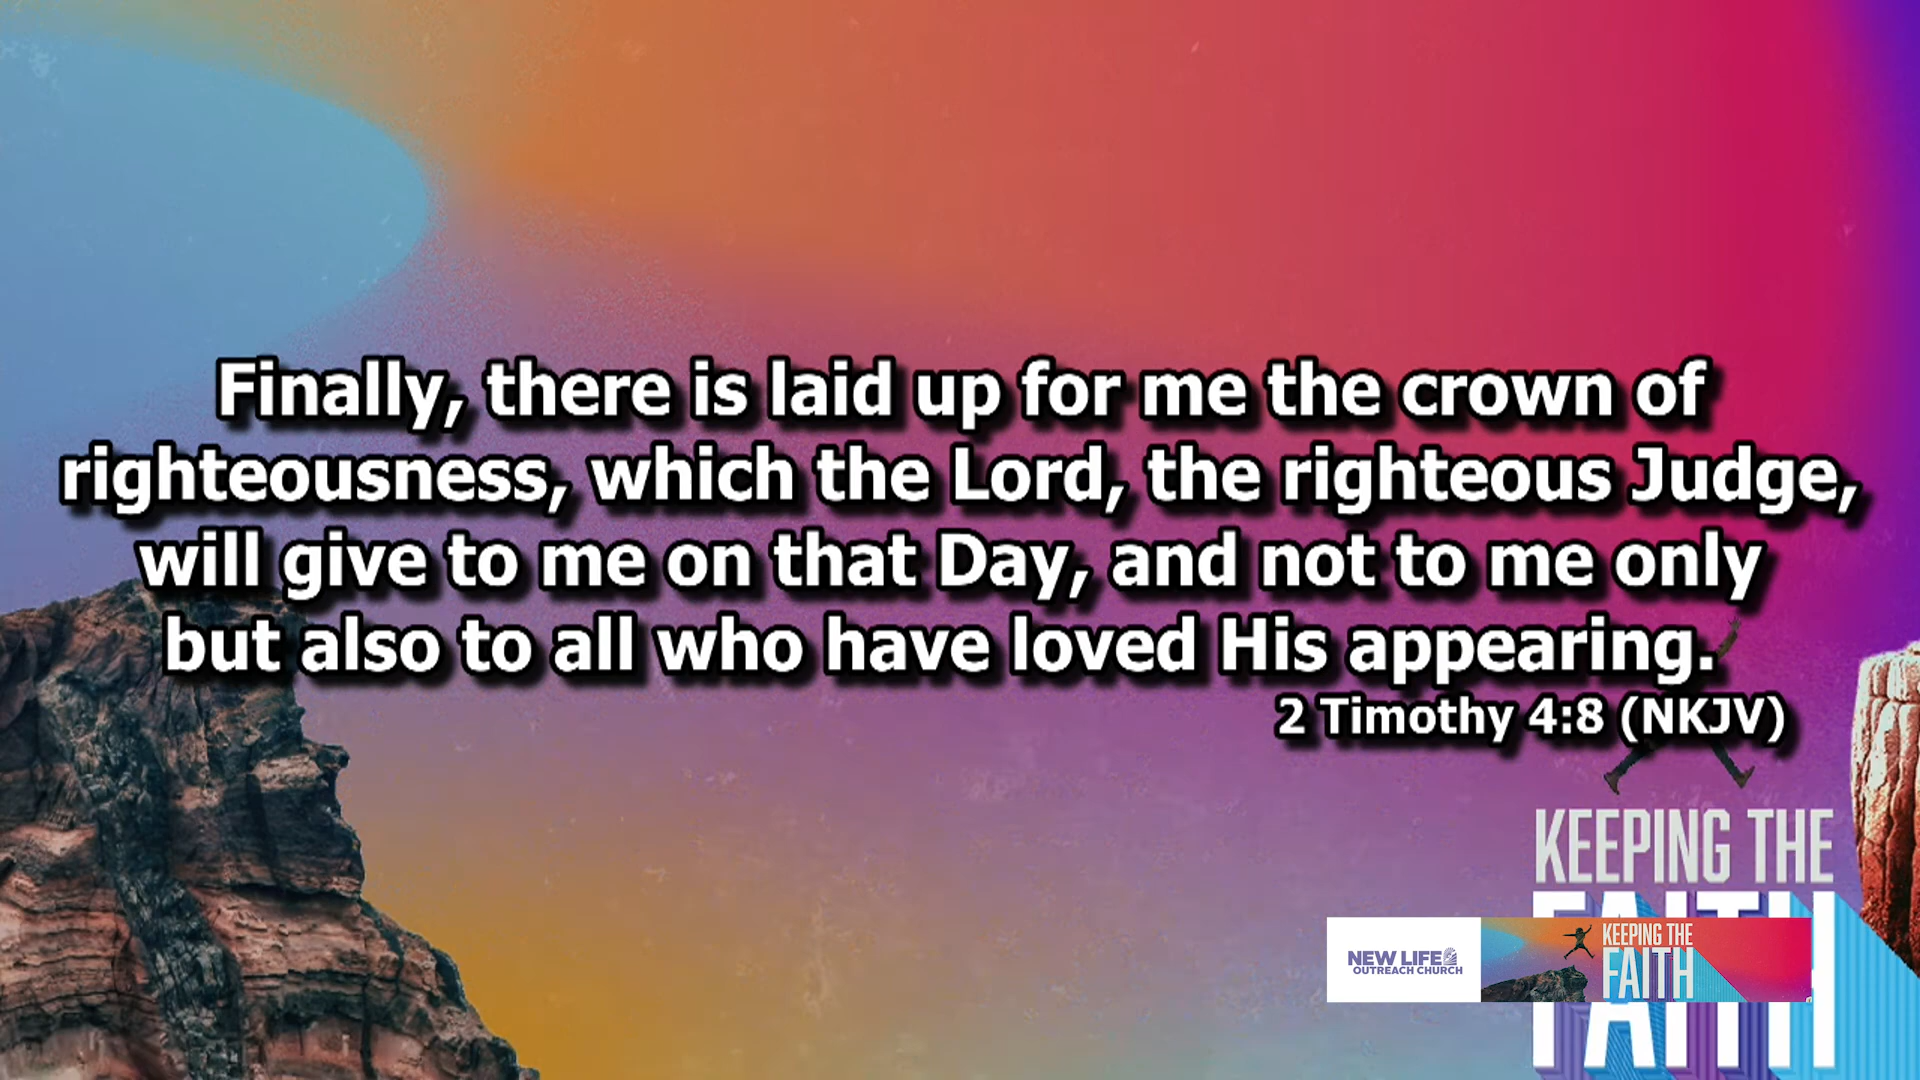 Finally, there is laid up for me the crown of
righteousness, which the Lord, the righteous Judge,
will give to me on that Day, and not to me only
but also to all who have loved His appearing.
2 Timothy 4:8 (NKJV)
KEEPING THE
FAITH
NEW LIFE
OUTREACH CHURCH
KEEPING THE
FAITH